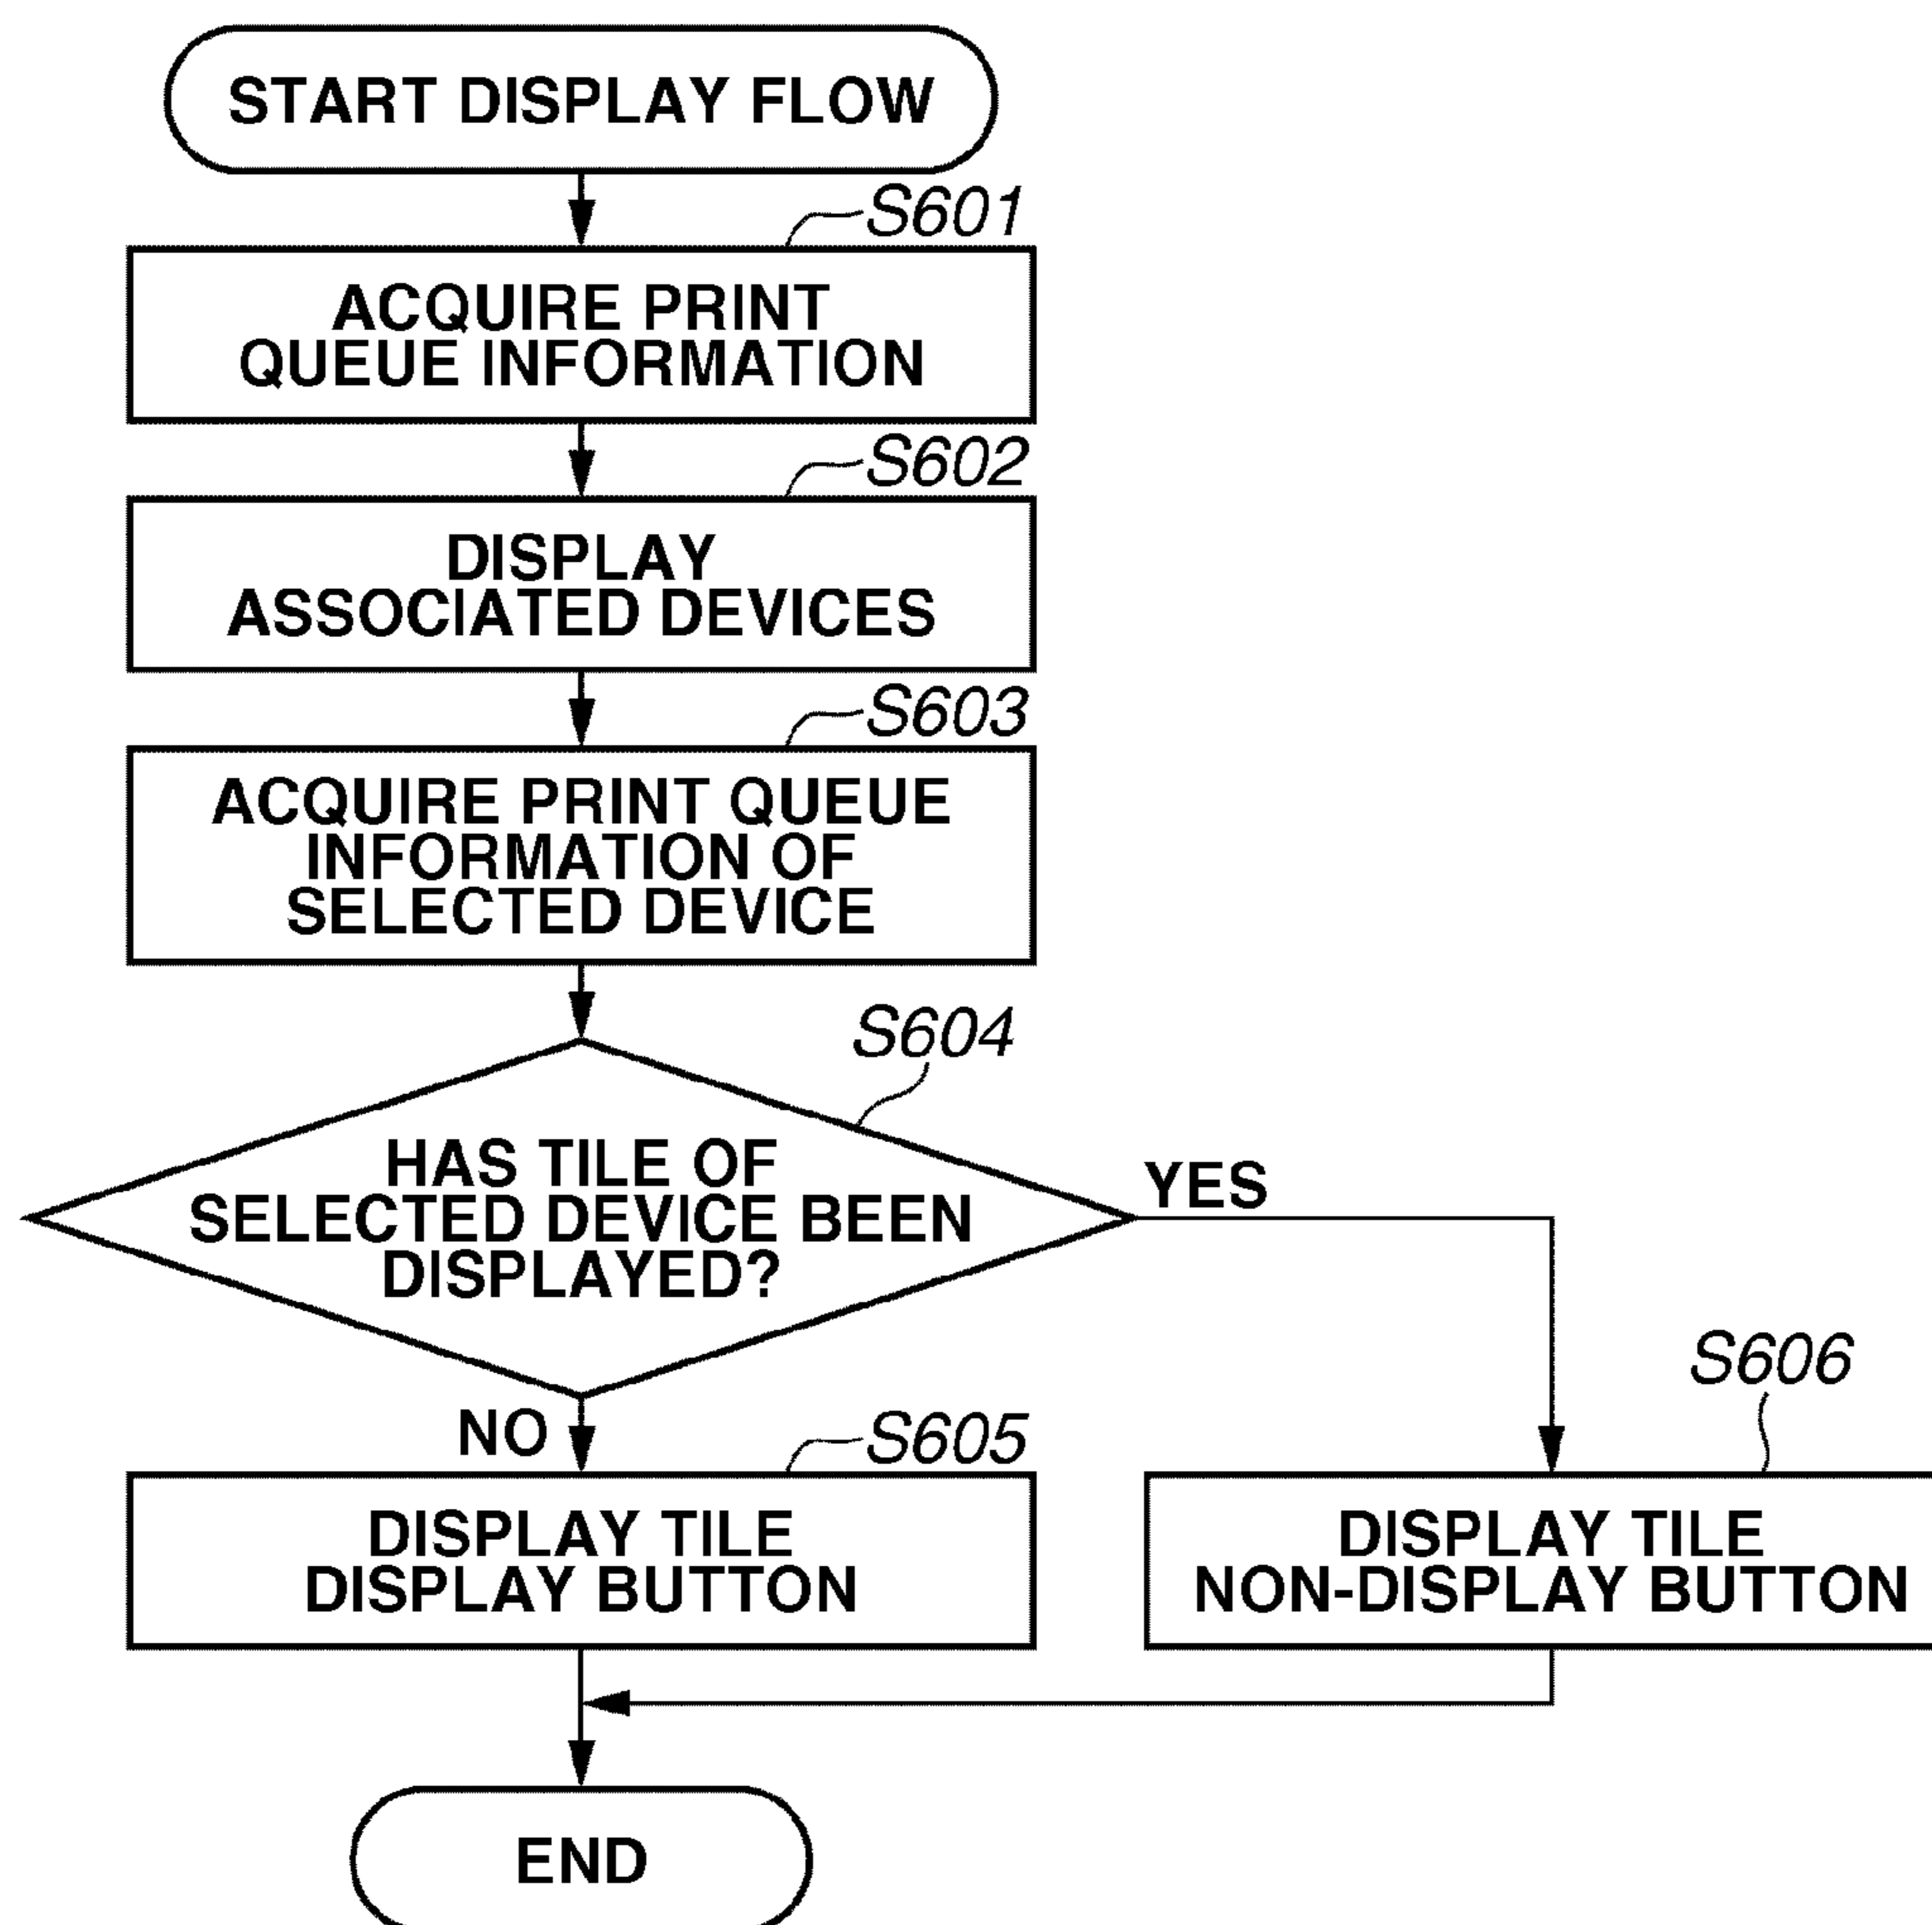 START DISPLAY FLOW
S601
ACQUIRE PRINT
QUEUE INFORMATION
S602
DISPLAY
ASSOCIATED DEVICES
S603
ACQUIRE PRINT QUEUE
INFORMATION OF
SELECTED DEVICE
S604
HAS TILE OF
SELECTED DEVICE BEEN
DISPLAYED?
YES
NO
S605
DISPLAY TILE
DISPLAY BUTTON
S606
DISPLAY TILE
NON-DISPLAY BUTTON
END